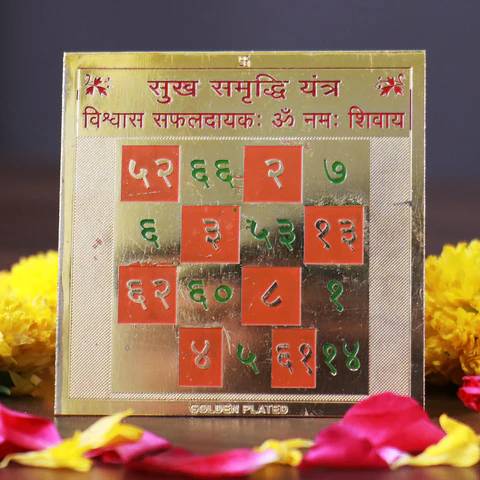 ॐ
सुख समृद्धि यंत्र
विश्वास सफलदायकः ॐ नमः शिवाय
५२ ६६ २ ७
६ ३ ५३ १३
६२ ६० ८ १
४ ५ ६१ १४
GOLDEN PLATED